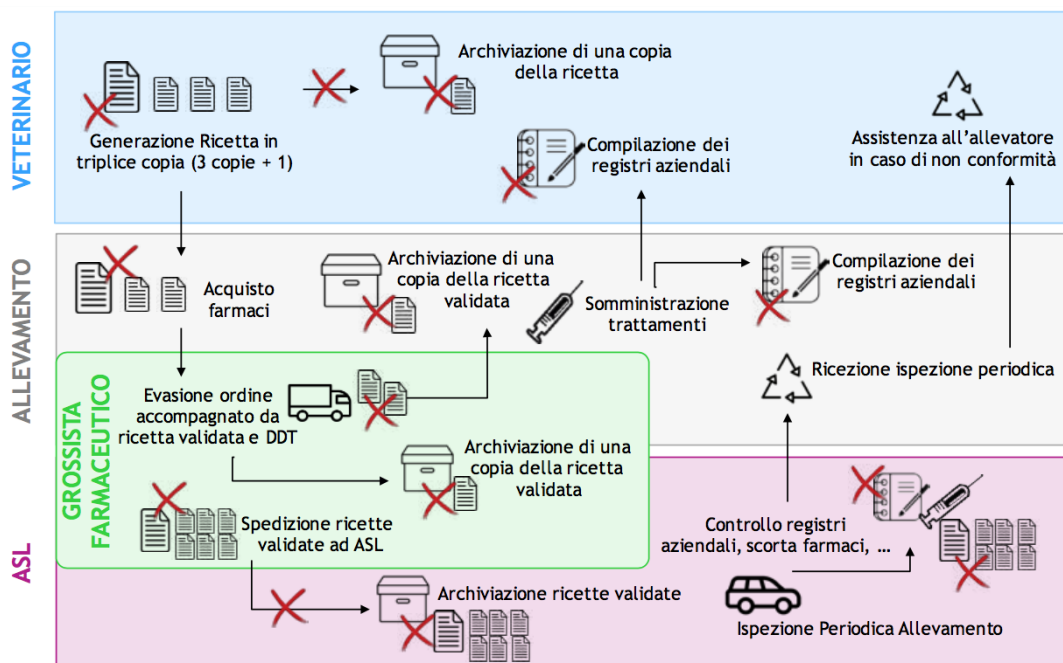 VETERINARIO
Archiviazione di una copia
della ricetta
Generazione Ricetta in
triplice copia (3 copie + 1)
Compilazione dei
registri aziendali
Assistenza all’allevatore
in caso di non conformità
ALLEVAMENTO
Acquisto
farmaci
Archiviazione di una
copia della ricetta
validata
Somministrazione
trattamenti
Compilazione dei
registri aziendali
Ricezione ispezione periodica
GROSSISTA
FARMACEUTICO
Evasione ordine
accompagnato da
ricetta validata e DDT
Archiviazione di una
copia della ricetta
validata
Spedizione ricette
validate ad ASL
ASL
Archiviazione ricette validate
Controllo registri
aziendali, scorta farmaci, …
Ispezione Periodica Allevamento